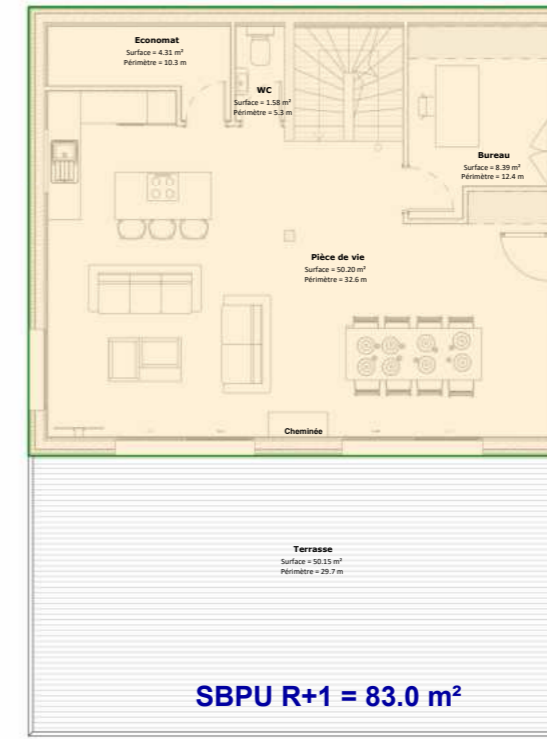 Economat
Surface = 4.31 m²
Périmètre = 10.3 m
WC
Surface = 1.58 m²
Périmètre = 5.3 m
Bureau
Surface = 8.39 m²
Périmètre = 12.4 m
Pièce de vie
Surface = 50.20 m²
Périmètre = 32.6 m
Cheminée
Terrasse
Surface = 50.15 m²
Périmètre = 29.7 m
SBPU R+1 = 83.0 m²